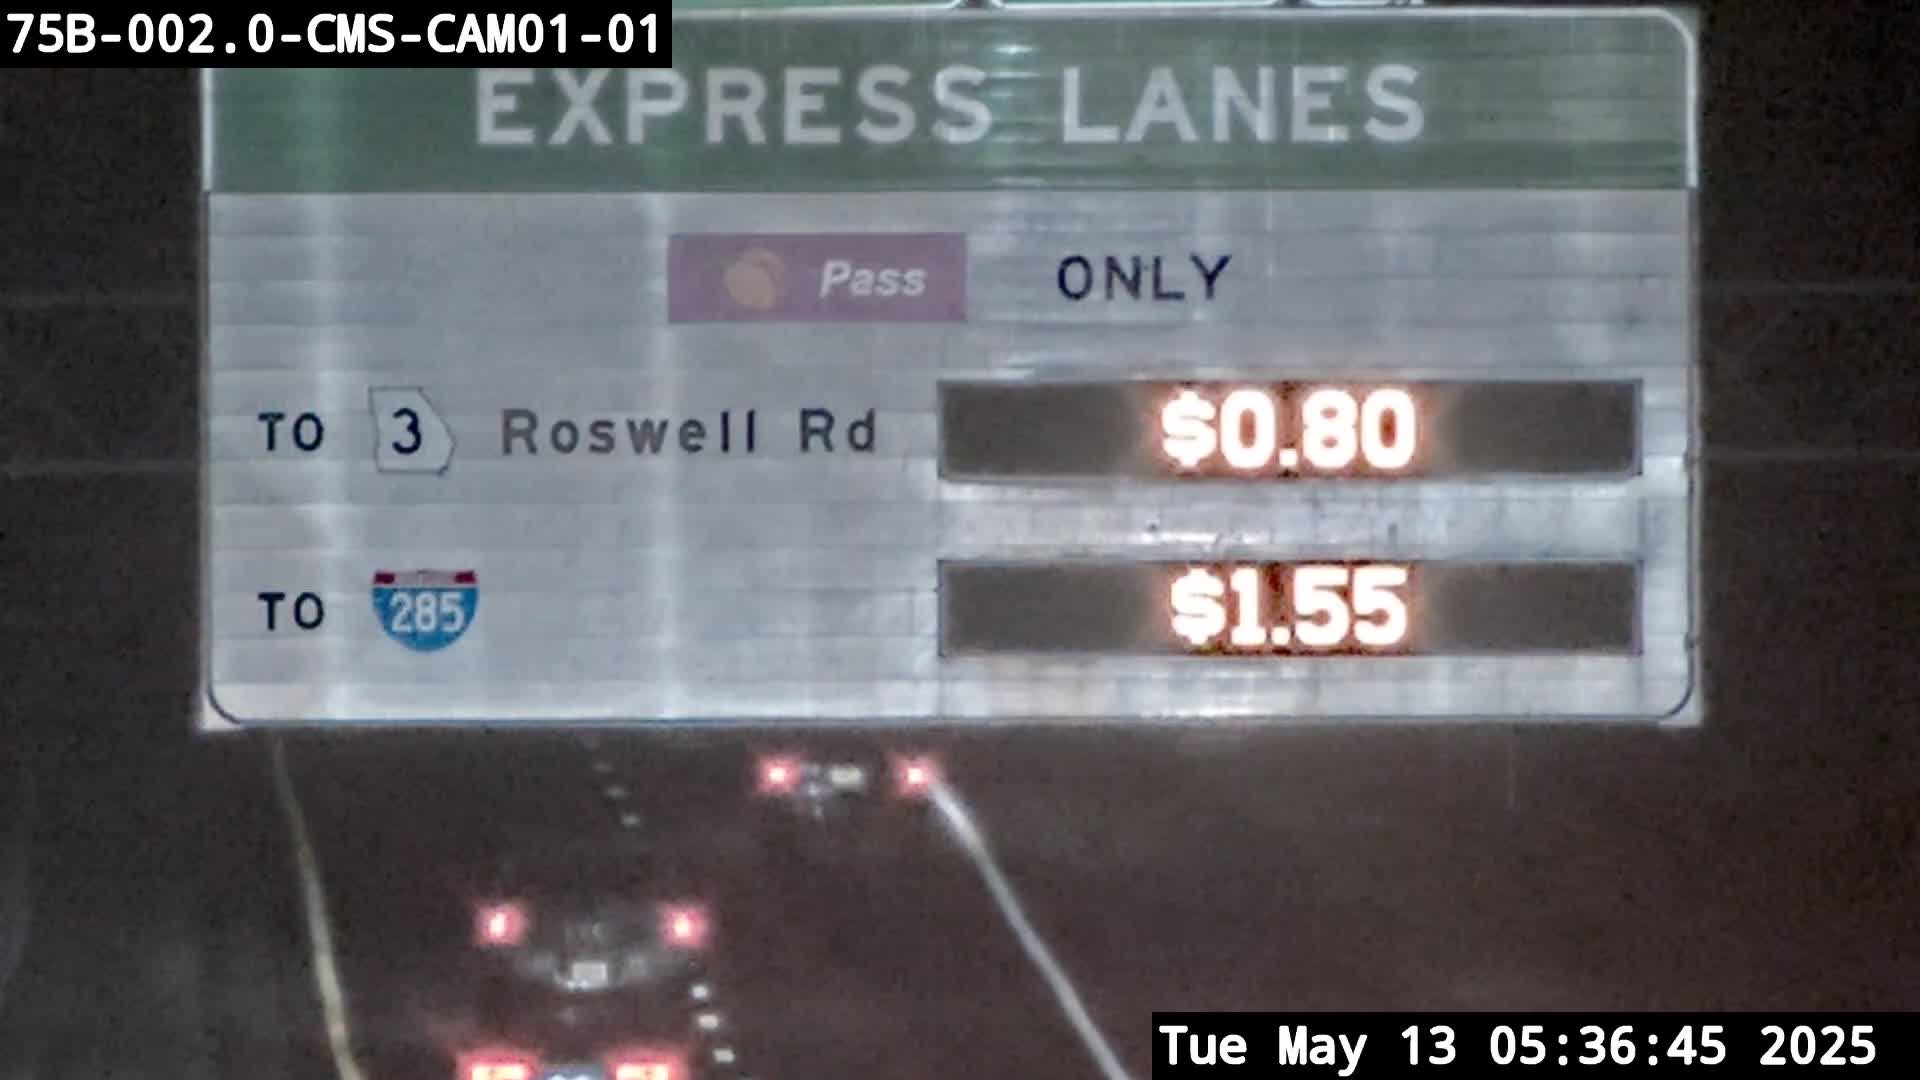 75B-002.0-CMS-CAM01-01
EXPRESS LANES
Pass ONLY
TO 3 Roswell Rd $0.80
TO 285 $1.55
Tue May 13 05:36:45 2025